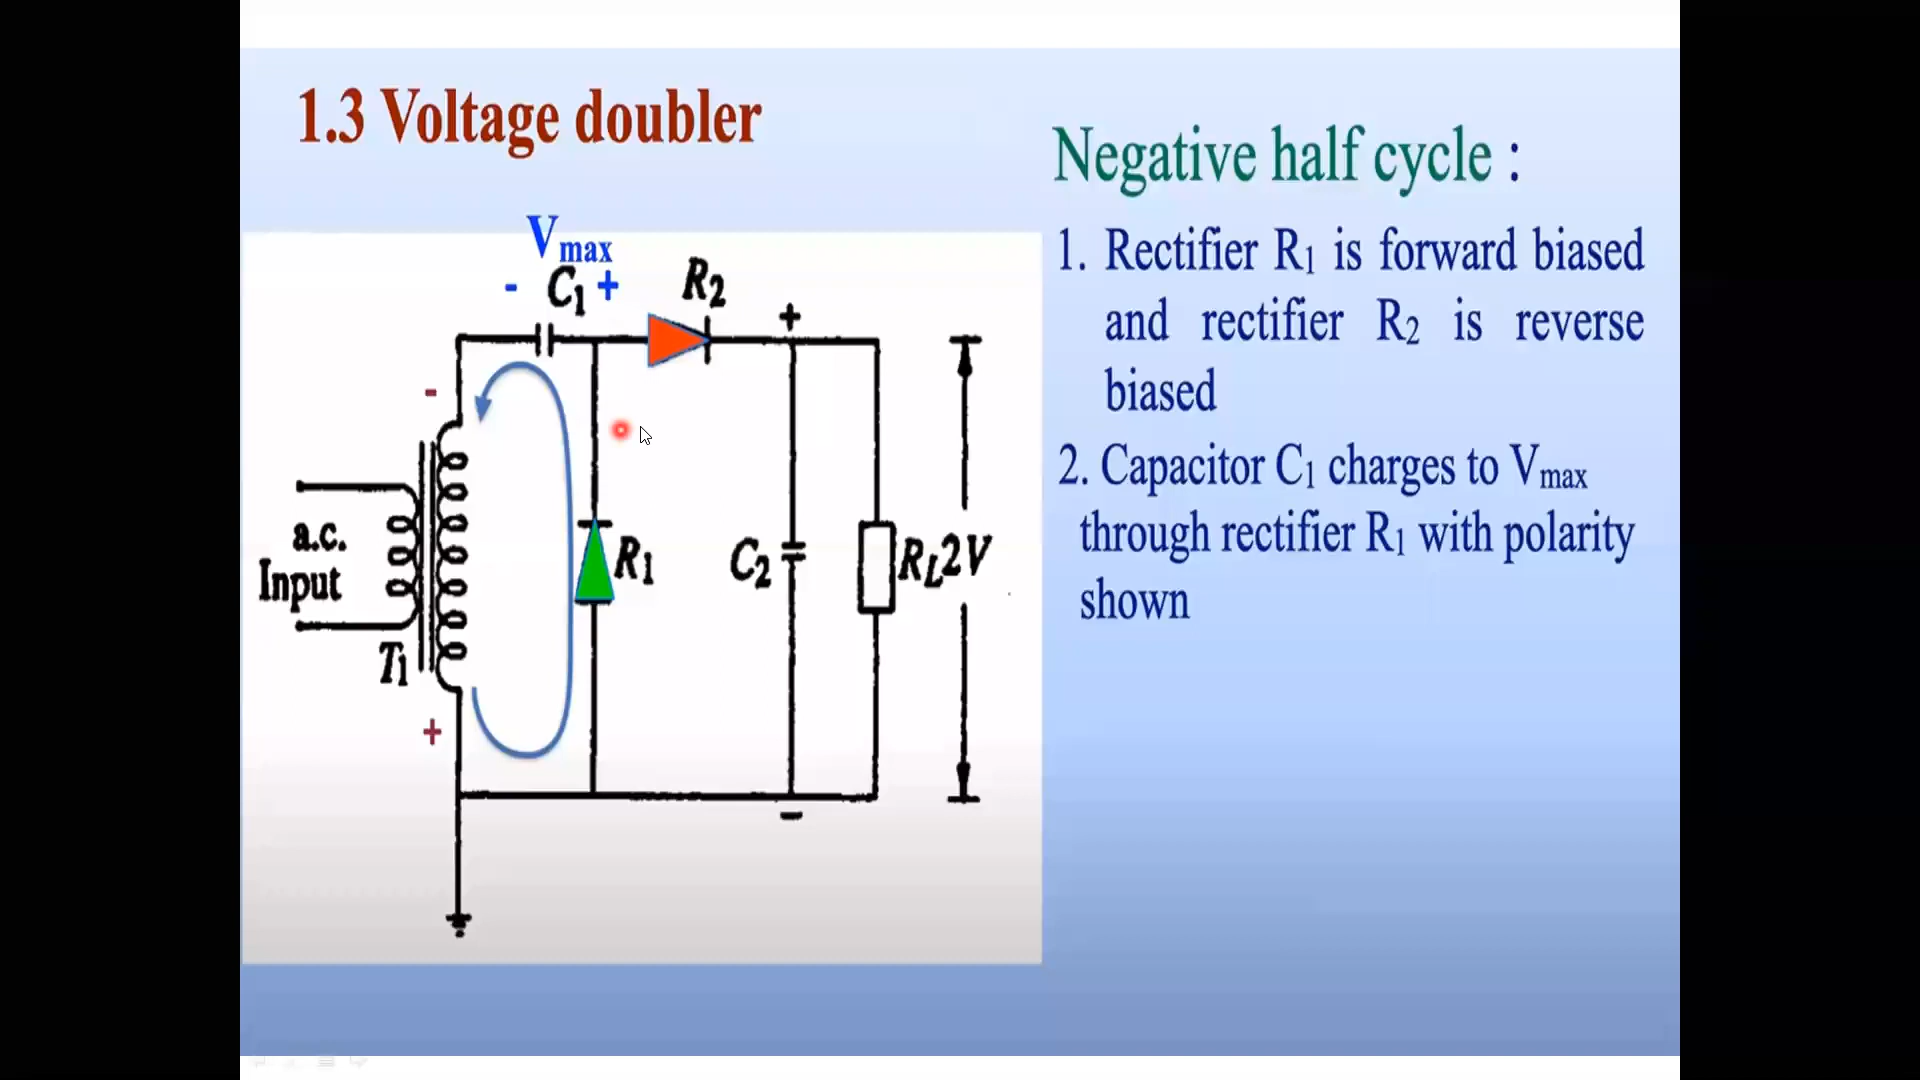 1.3 Voltage doubler
Vmax
- C1 +
R2
+
-
a.c.
Input
T1
+
R1
C2
RL
2V
-
Negative half cycle :
1. Rectifier R1 is forward biased
and rectifier R2 is reverse
biased
2. Capacitor C1 charges to Vmax
through rectifier R1 with polarity
shown